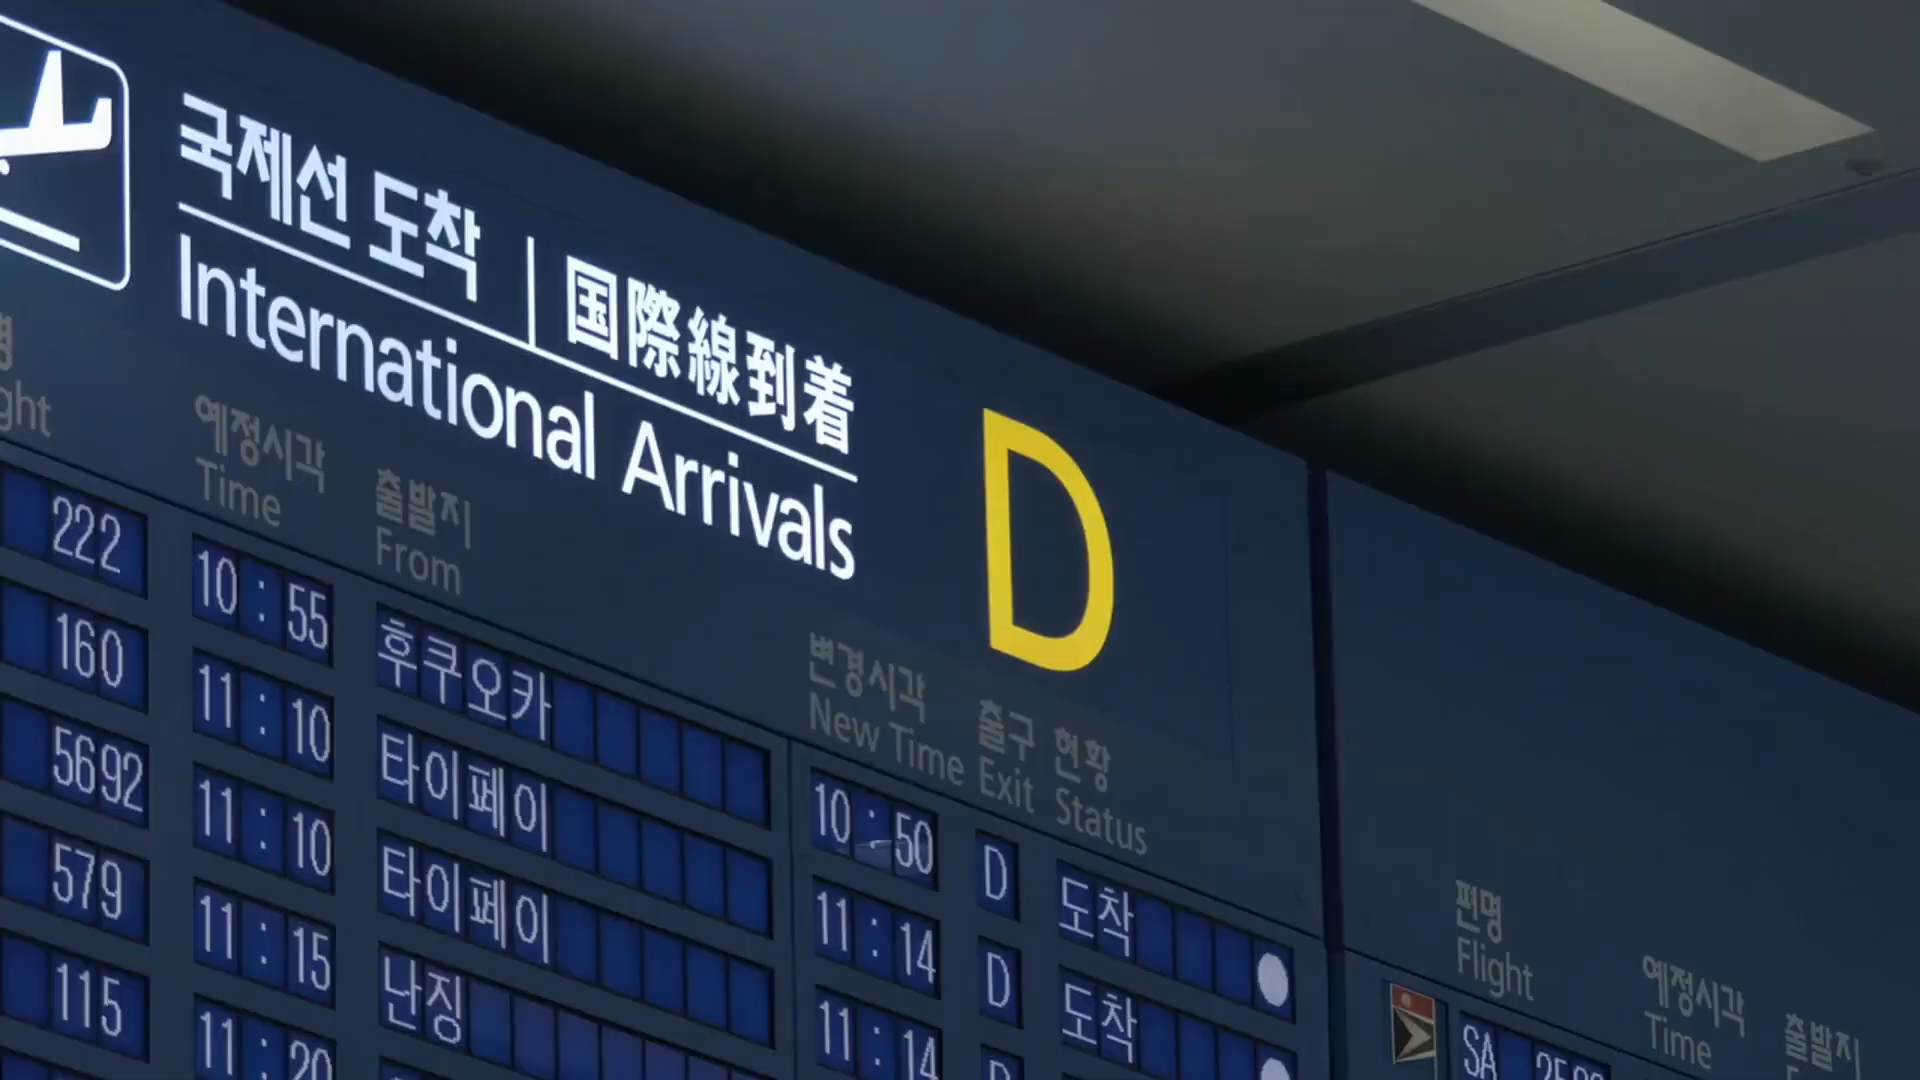 국제선 도착 | 国際線到着
International Arrivals
D
예정시각 출발지
Time From
변경시각 출구 현황
New Time Exit Status
222 10:55 후쿠오카 10:50 D 도착
160 11:10 타이페이 11:14 D 도착
5692 11:10 타이페이 11:14
579 11:15 난징
115 11:20
편명 예정시각 출발지
Flight Time
SA